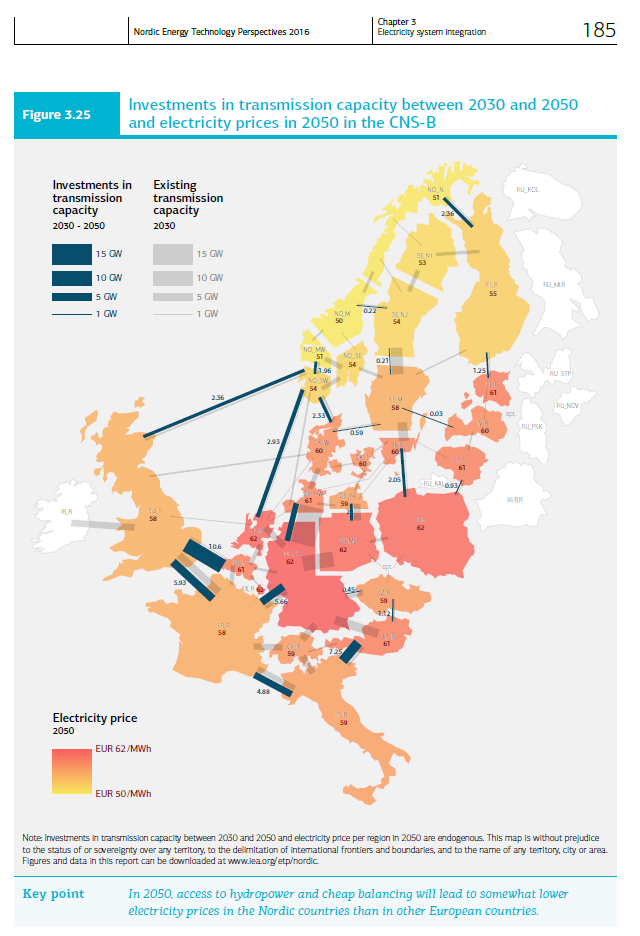 Nordic Energy Technology Perspectives 2016
Chapter 3
Electricity system integration
185
Figure 3.25
Investments in transmission capacity between 2030 and 2050
and electricity prices in 2050 in the CNS-B
Investments in
transmission
capacity
2030 - 2050
15 GW
10 GW
5 GW
1 GW
Existing
transmission
capacity
2030
15 GW
10 GW
5 GW
1 GW
NO_N
51
2.36
RU_KOL
SE_N1
53
FI_R
55
RU_KAR
NO_M
50
0.22
SE_N2
54
NO_MW
51
1.96
NO_SE
54
NO_SW
54
0.21
1.25
RU_STP
61
RU_NOV
2.36
2.33
SE_M
58
0.03
opt.
60
RU_PSK
2.93
0.59
DK_W
60
60
60
61
RU_KAL
0.93
BLR_R
2.05
IR_R
58
61
59
62
62
62
62
10.6
5.93
61
62
opt.
5.66
0.45
CZ_R
59
1.12
FR_R
58
61
CH_R
59
7.25
4.88
IT_R
59
Electricity price
2050
EUR 62/MWh
EUR 50/MWh
Note: Investments in transmission capacity between 2030 and 2050 and electricity price per region in 2050 are endogenous. This map is without prejudice
to the status of or sovereignty over any territory, to the delimitation of international frontiers and boundaries, and to the name of any territory, city or area.
Figures and data in this report can be downloaded at www.iea.org/etp/nordic.
Key point
In 2050, access to hydropower and cheap balancing will lead to somewhat lower
electricity prices in the Nordic countries than in other European countries.